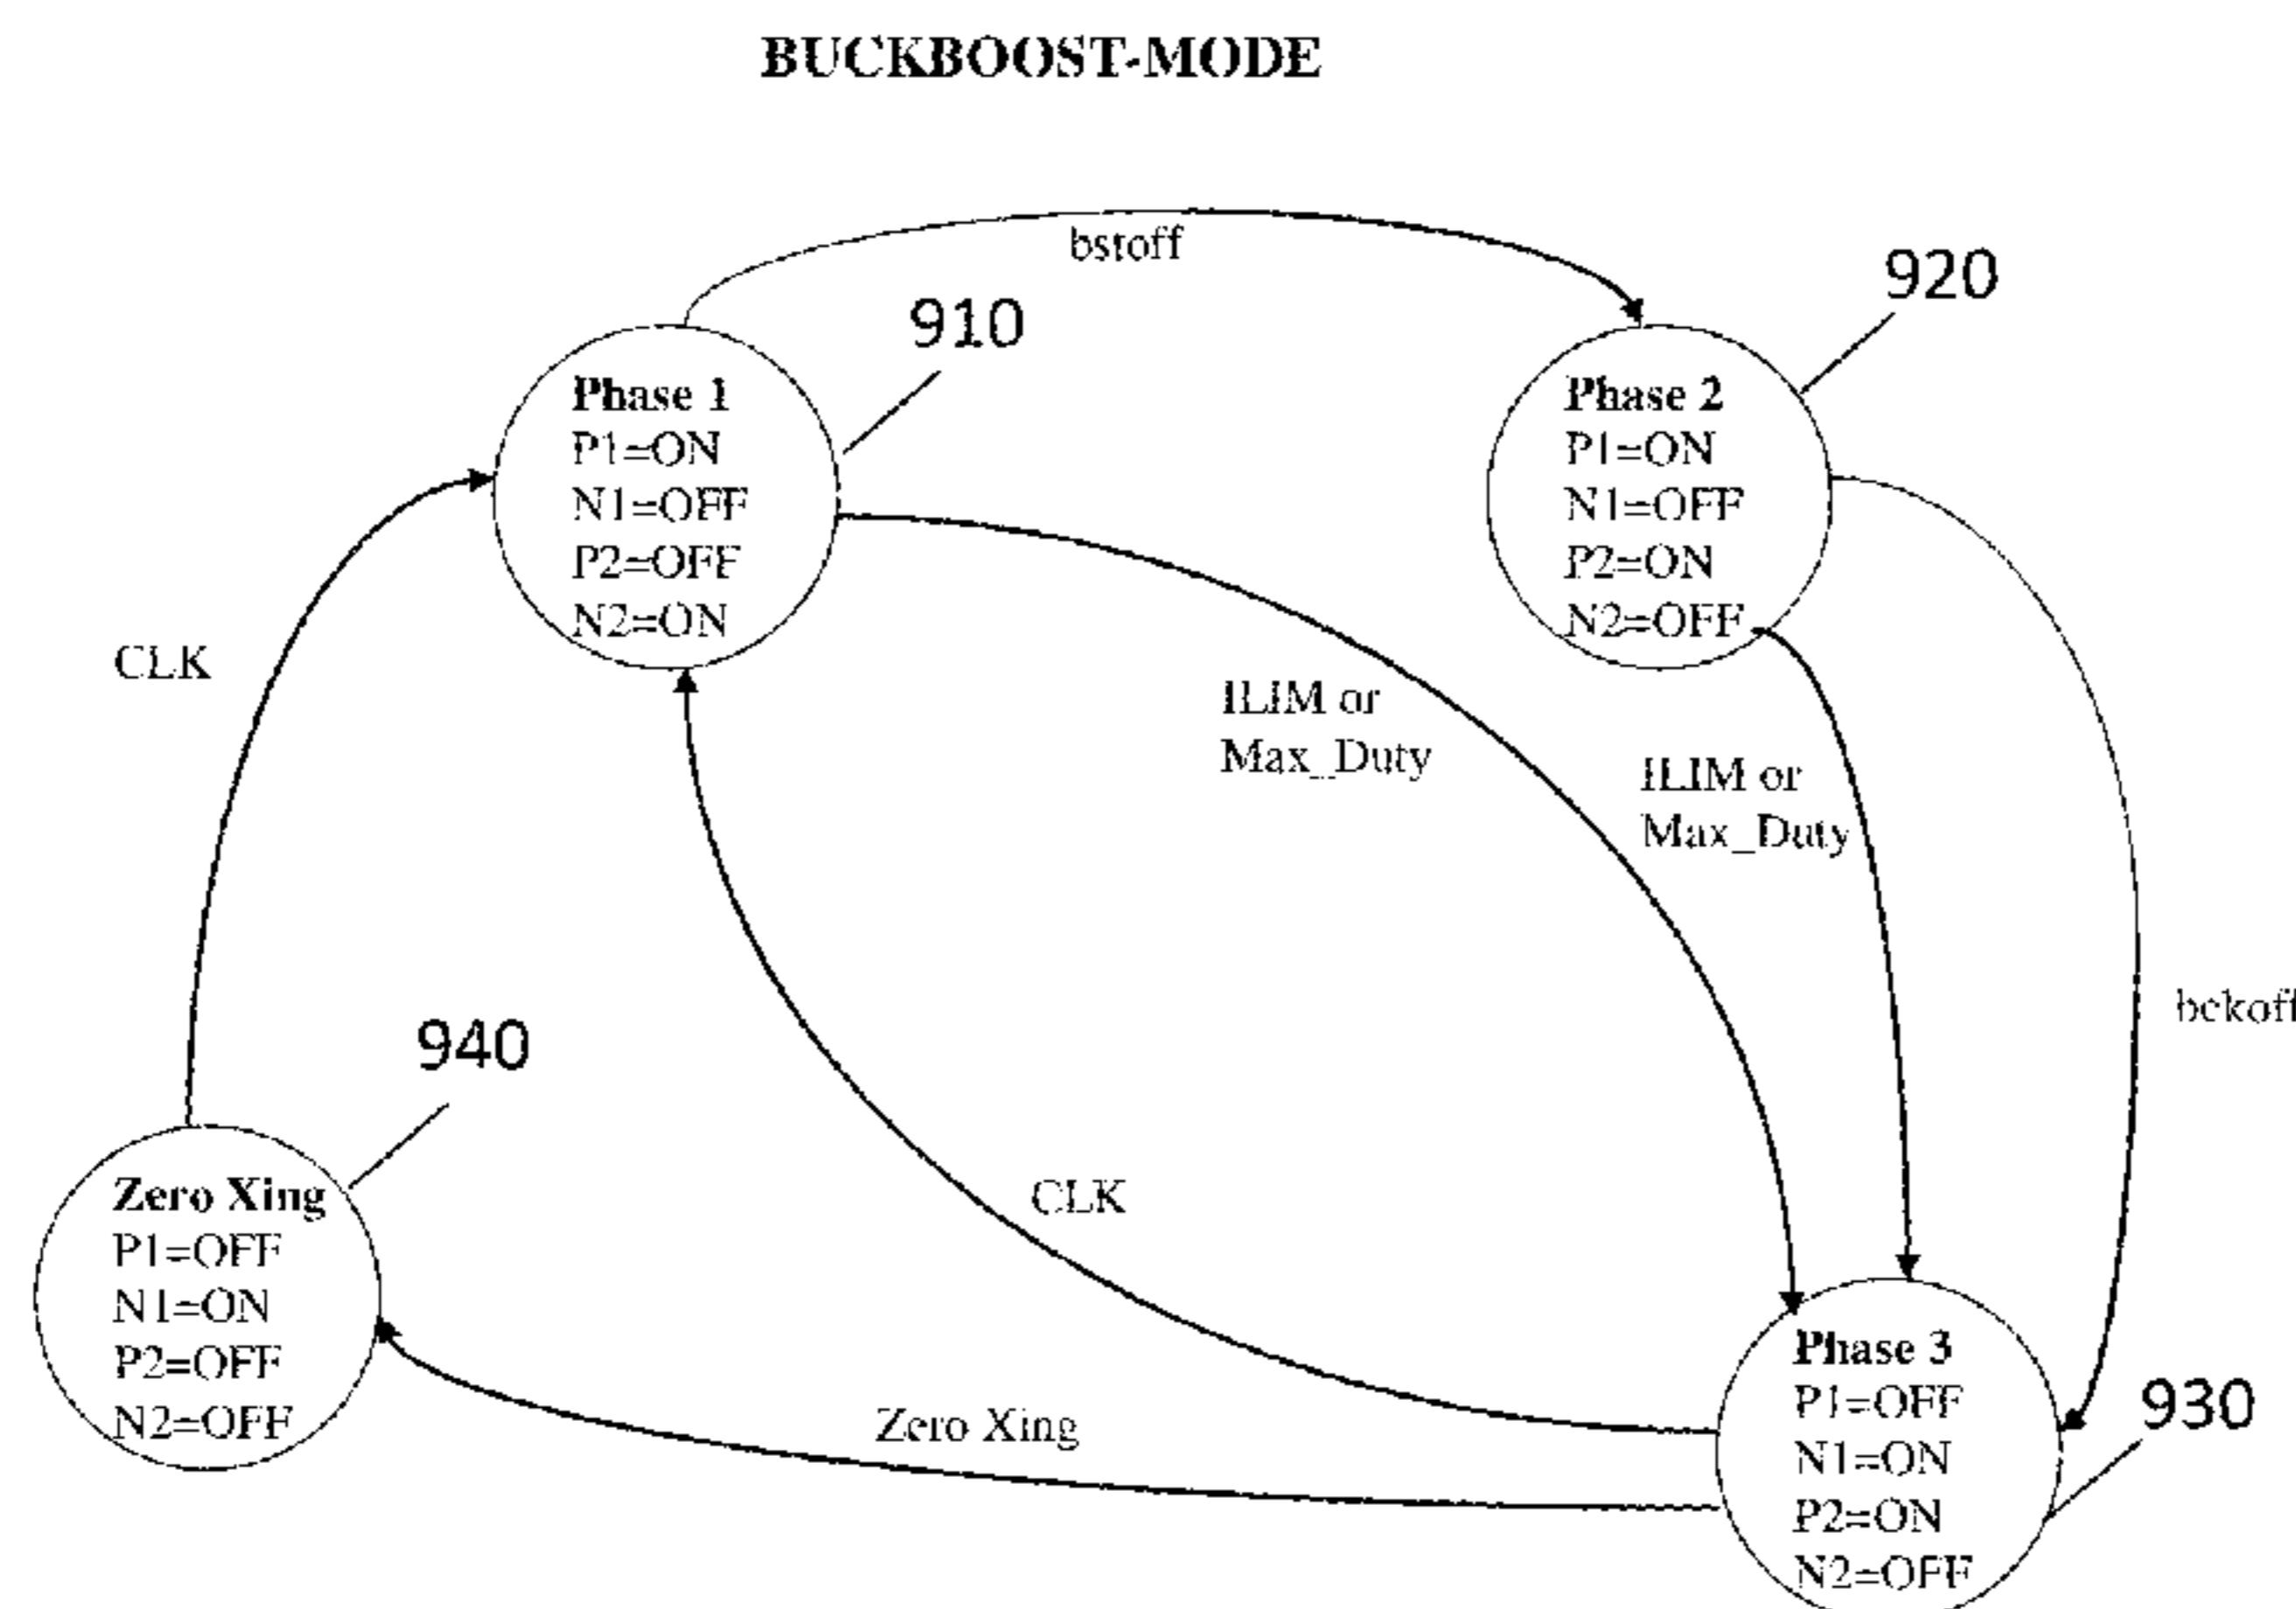 BUCKBOOST-MODE
bstoff
910
920
Phase 1
P1=ON
N1=OFF
P2=OFF
N2=ON
Phase 2
P1=ON
N1=OFF
P2=ON
N2=OFF
CLK
ILIM or
Max_Duty
ILIM or
Max_Duty
bckoff
940
CLK
Zero Xing
P1=OFF
N1=ON
P2=OFF
N2=OFF
Zero Xing
Phase 3
P1=OFF
N1=ON
P2=ON
N2=OFF
930